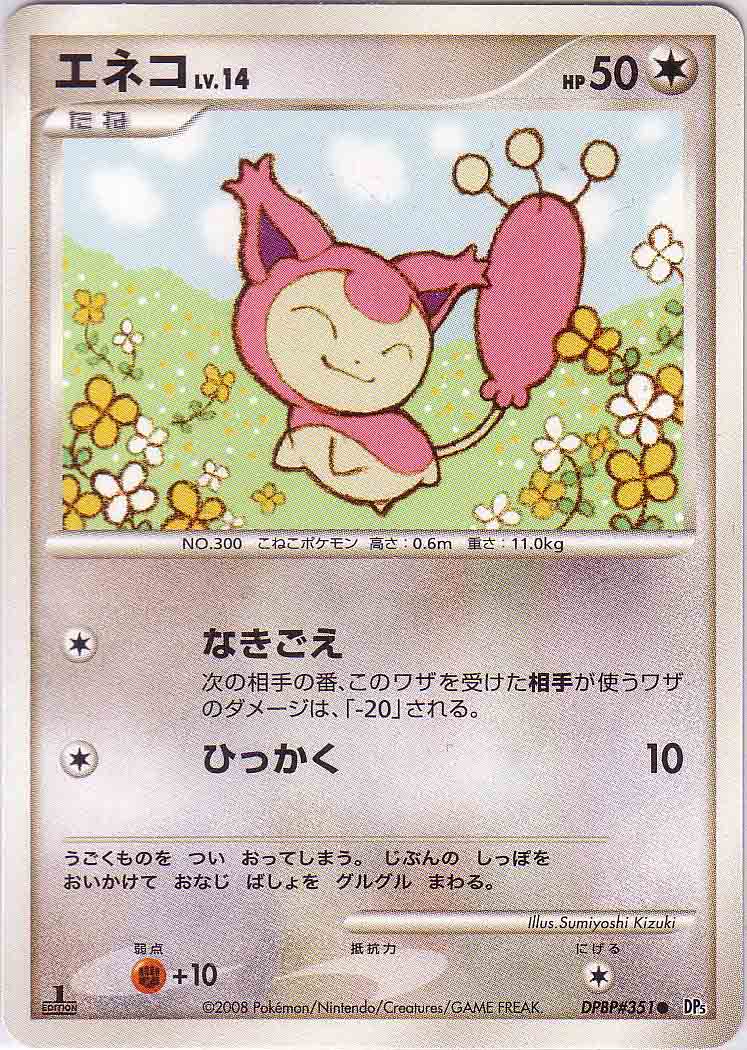 エネコ LV.14 HP 50
たね
NO.300 こねこポケモン 高さ：0.6m 重さ：11.0kg
なきごえ
次の相手の番、このワザを受けた相手が使うワザ
のダメージは、「-20」される。
ひっかく 10
うごくものを つい おってしまう。 じぶんの しっぽを
おいかけて おなじ ばしょを グルグル まわる。
Illus.Sumiyoshi Kizuki
弱点 抵抗力 にげる
+10
1 EDITION ©2008 Pokémon/Nintendo/Creatures/GAME FREAK. DPBP#351 DP5